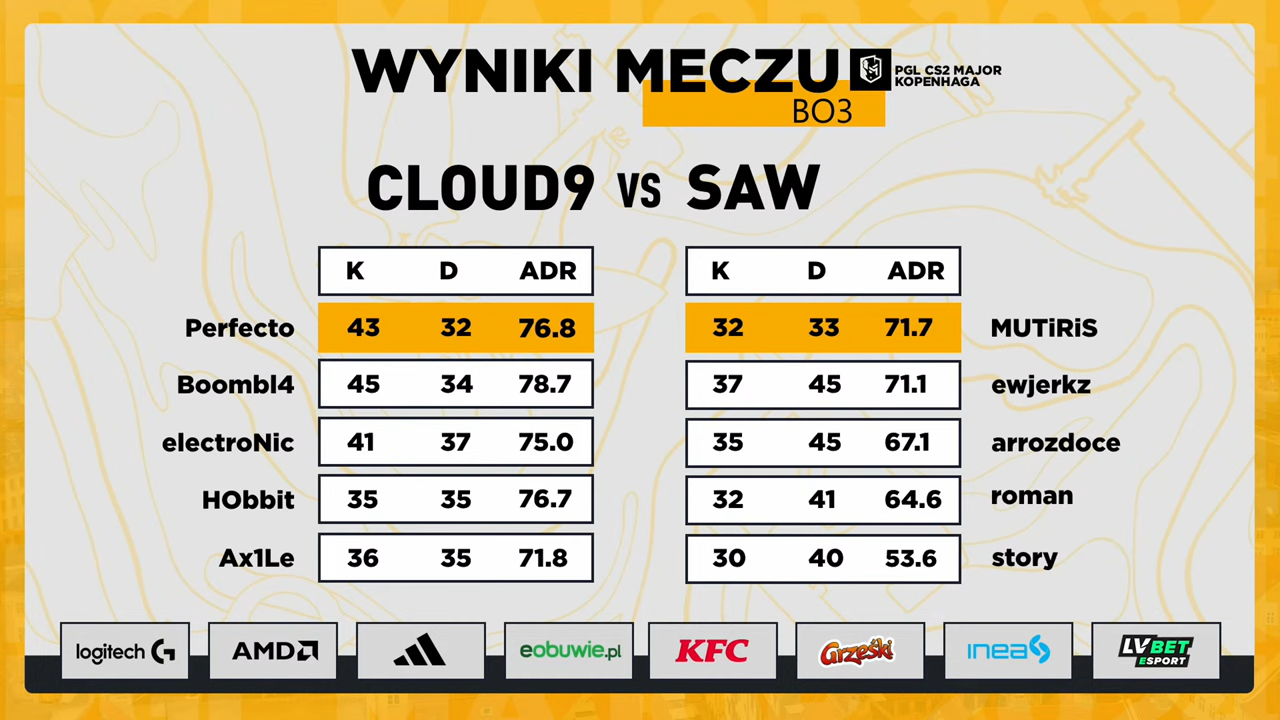 WYNIKI MECZU
PGL CS2 MAJOR
KOPENHAGA
BO3
CLOUD9 VS SAW
K D ADR K D ADR
Perfecto 43 32 76.8 32 33 71.7 MUTiRiS
Boombl4 45 34 78.7 37 45 71.1 ewjerkz
electroNic 41 37 75.0 35 45 67.1 arrozdoce
HObbit 35 35 76.7 32 41 64.6 roman
Ax1Le 36 35 71.8 30 40 53.6 story
logitech G AMD adidas eobuwie.pl KFC Grześki inea LVBET ESPORT